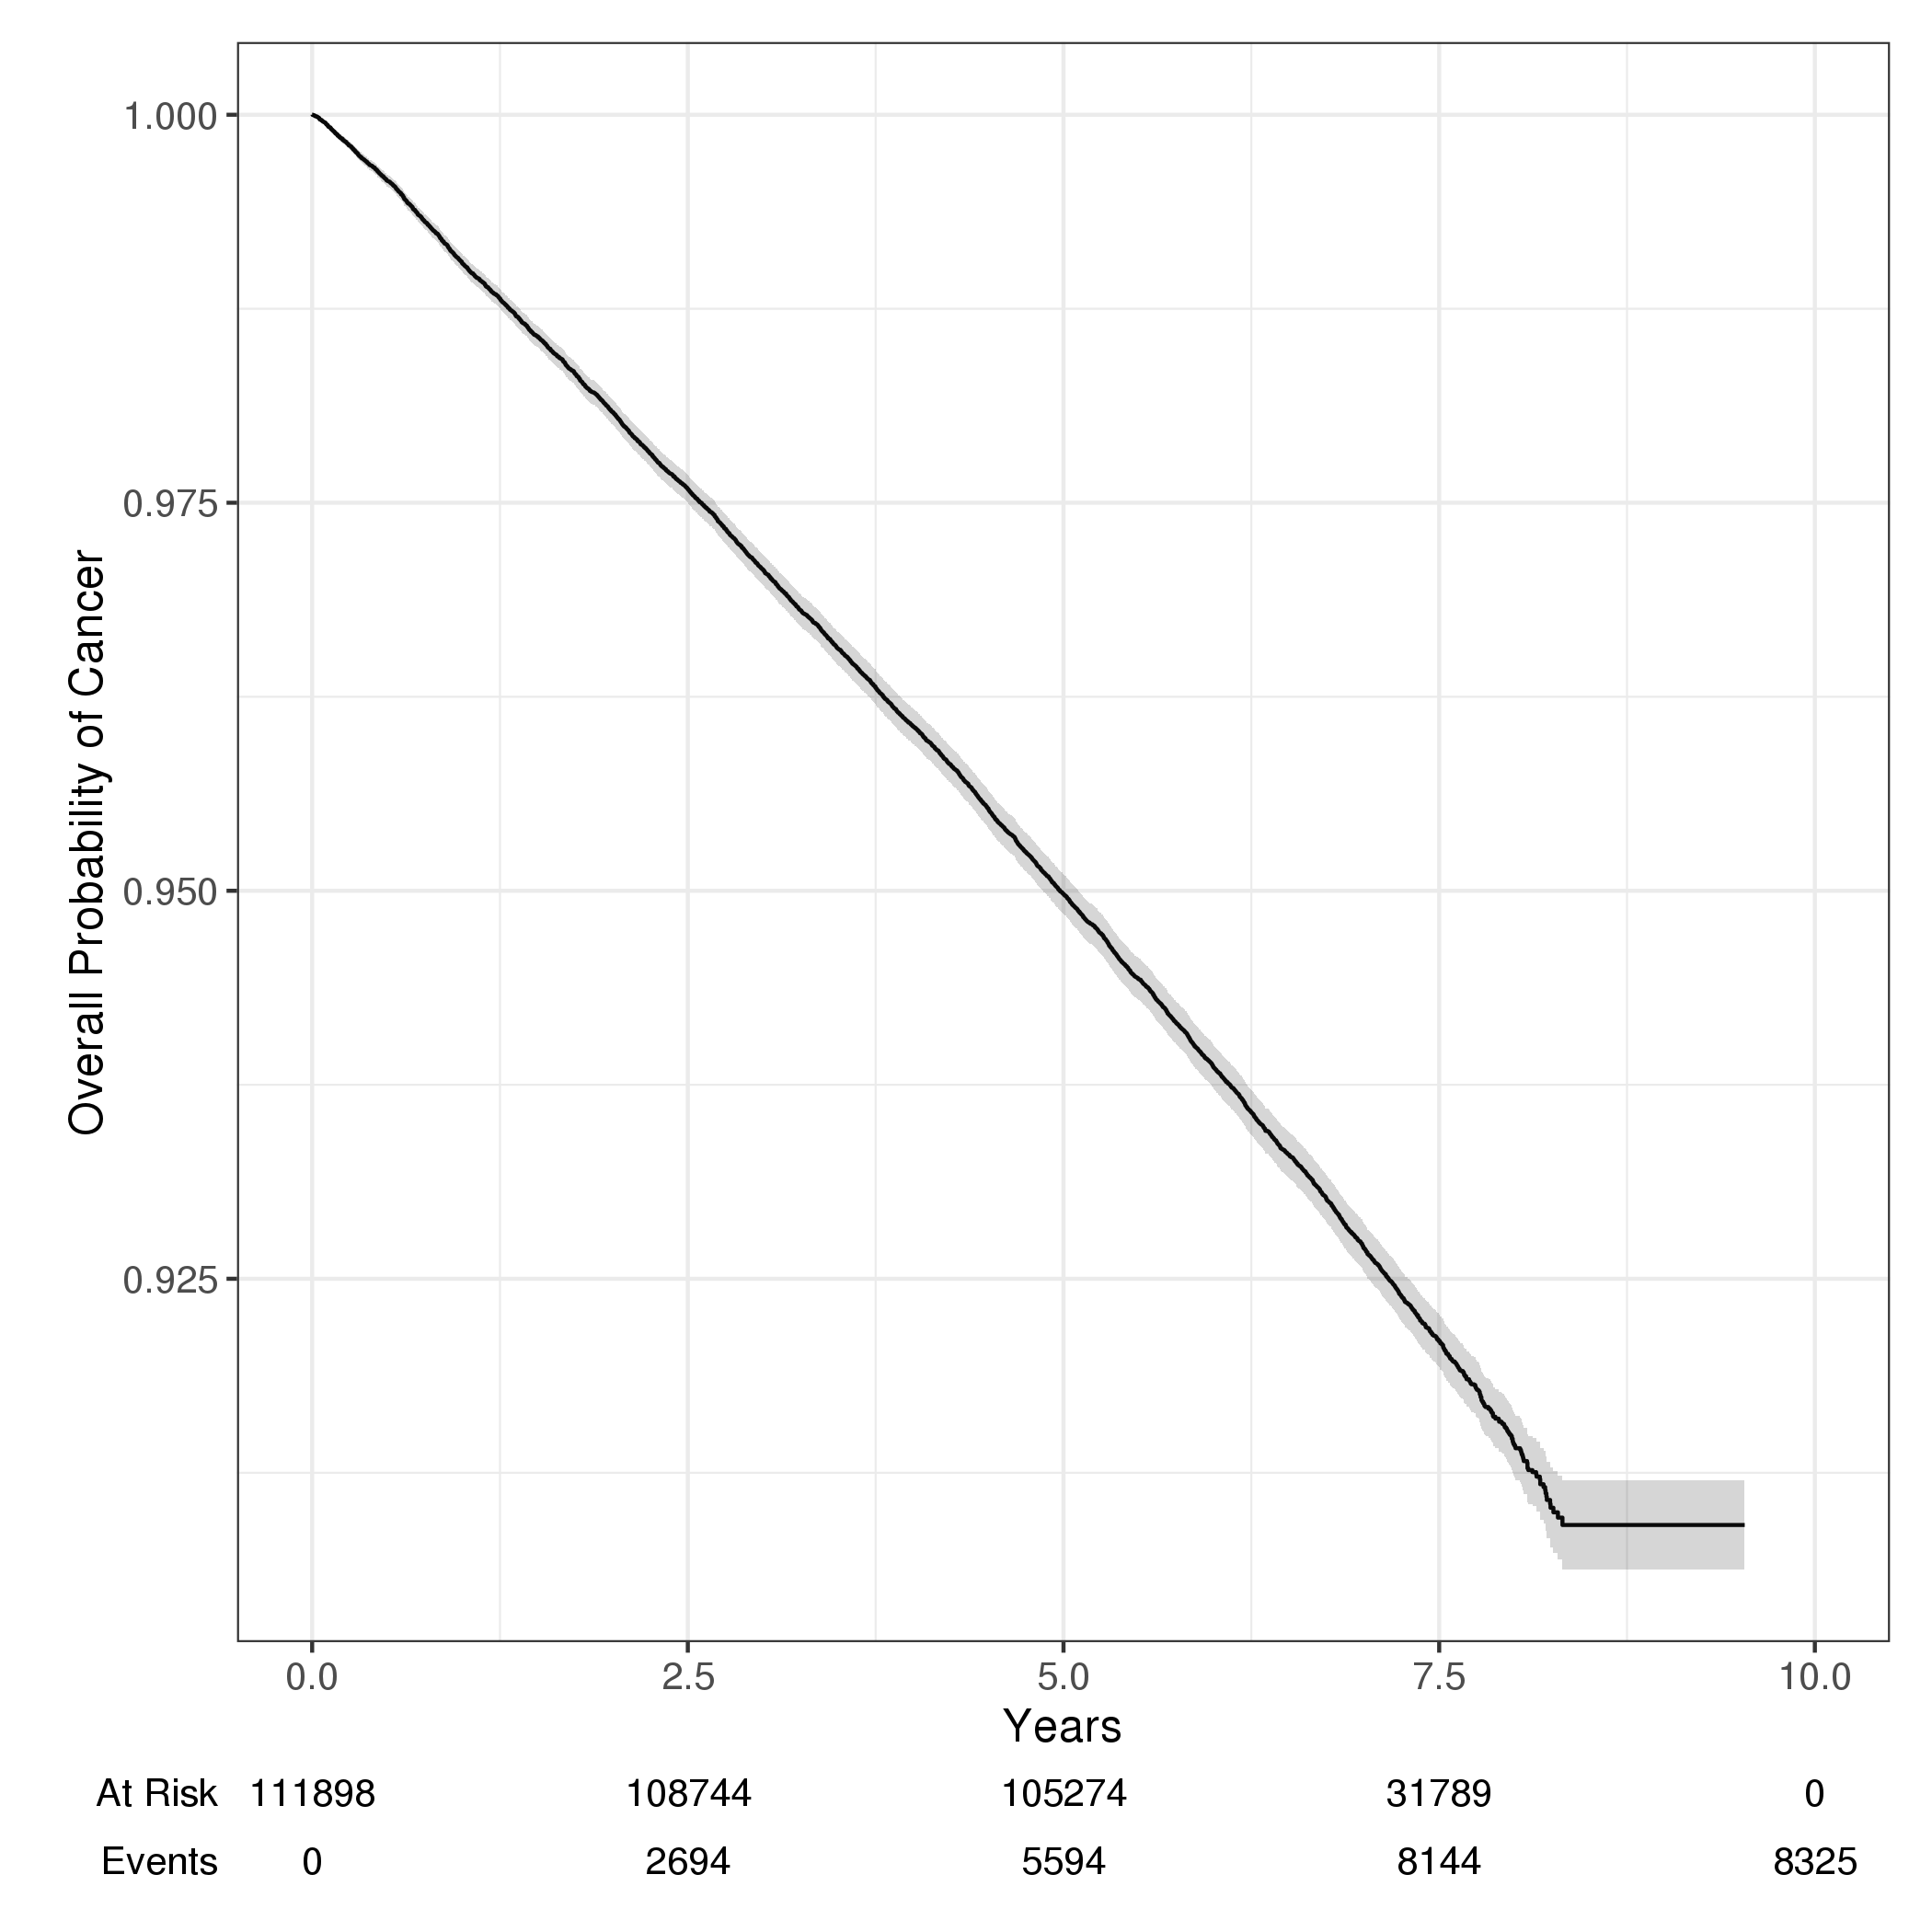 Overall Probability of Cancer
1.000
0.975
0.950
0.925
0.0 2.5 5.0 7.5 10.0
Years
At Risk 111898 108744 105274 31789 0
Events 0 2694 5594 8144 8325